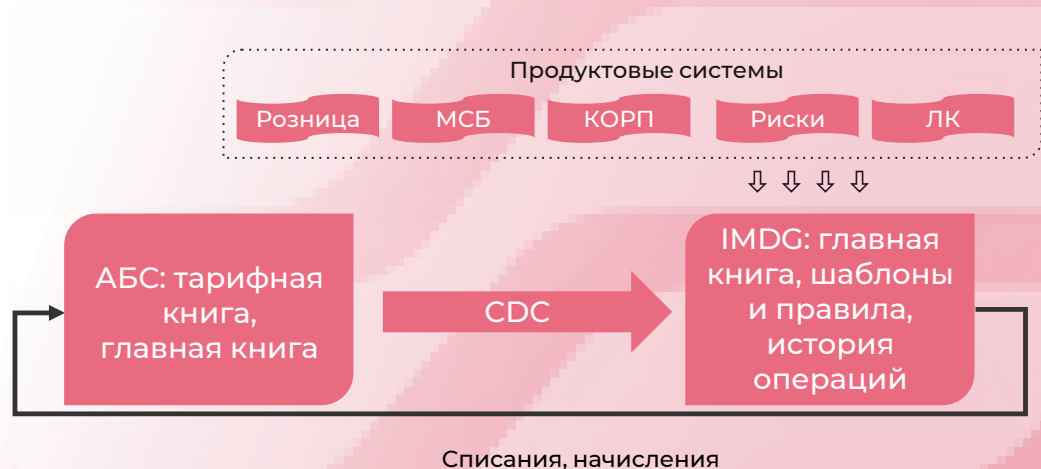 Продуктовые системы
Розница
МСБ
КОРП
Риски
ЛК
АБС: тарифная
книга,
главная книга
CDC
IMDG: главная
книга, шаблоны
и правила,
история
операций
Списания, начисления